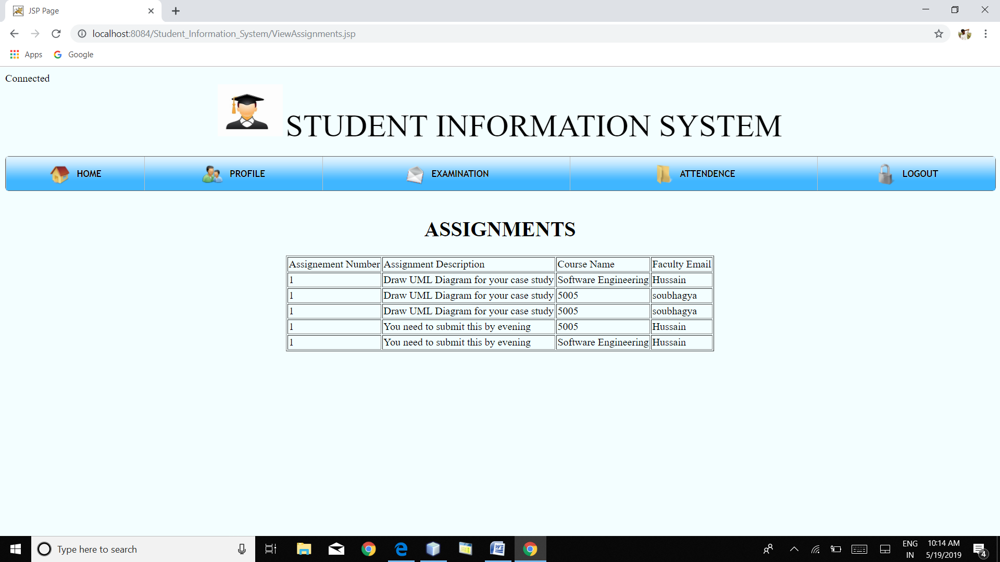 JSP Page
localhost:8084/Student_Information_System/ViewAssignments.jsp
Apps Google
Connected
STUDENT INFORMATION SYSTEM
HOME PROFILE EXAMINATION ATTENDENCE LOGOUT
ASSIGNMENTS
Assignement Number Assignment Description Course Name Faculty Email
1 Draw UML Diagram for your case study Software Engineering Hussain
1 Draw UML Diagram for your case study 5005 soubhagya
1 Draw UML Diagram for your case study 5005 soubhagya
1 You need to submit this by evening 5005 Hussain
1 You need to submit this by evening Software Engineering Hussain
Type here to search
ENG 10:14 AM
IN 5/19/2019
4